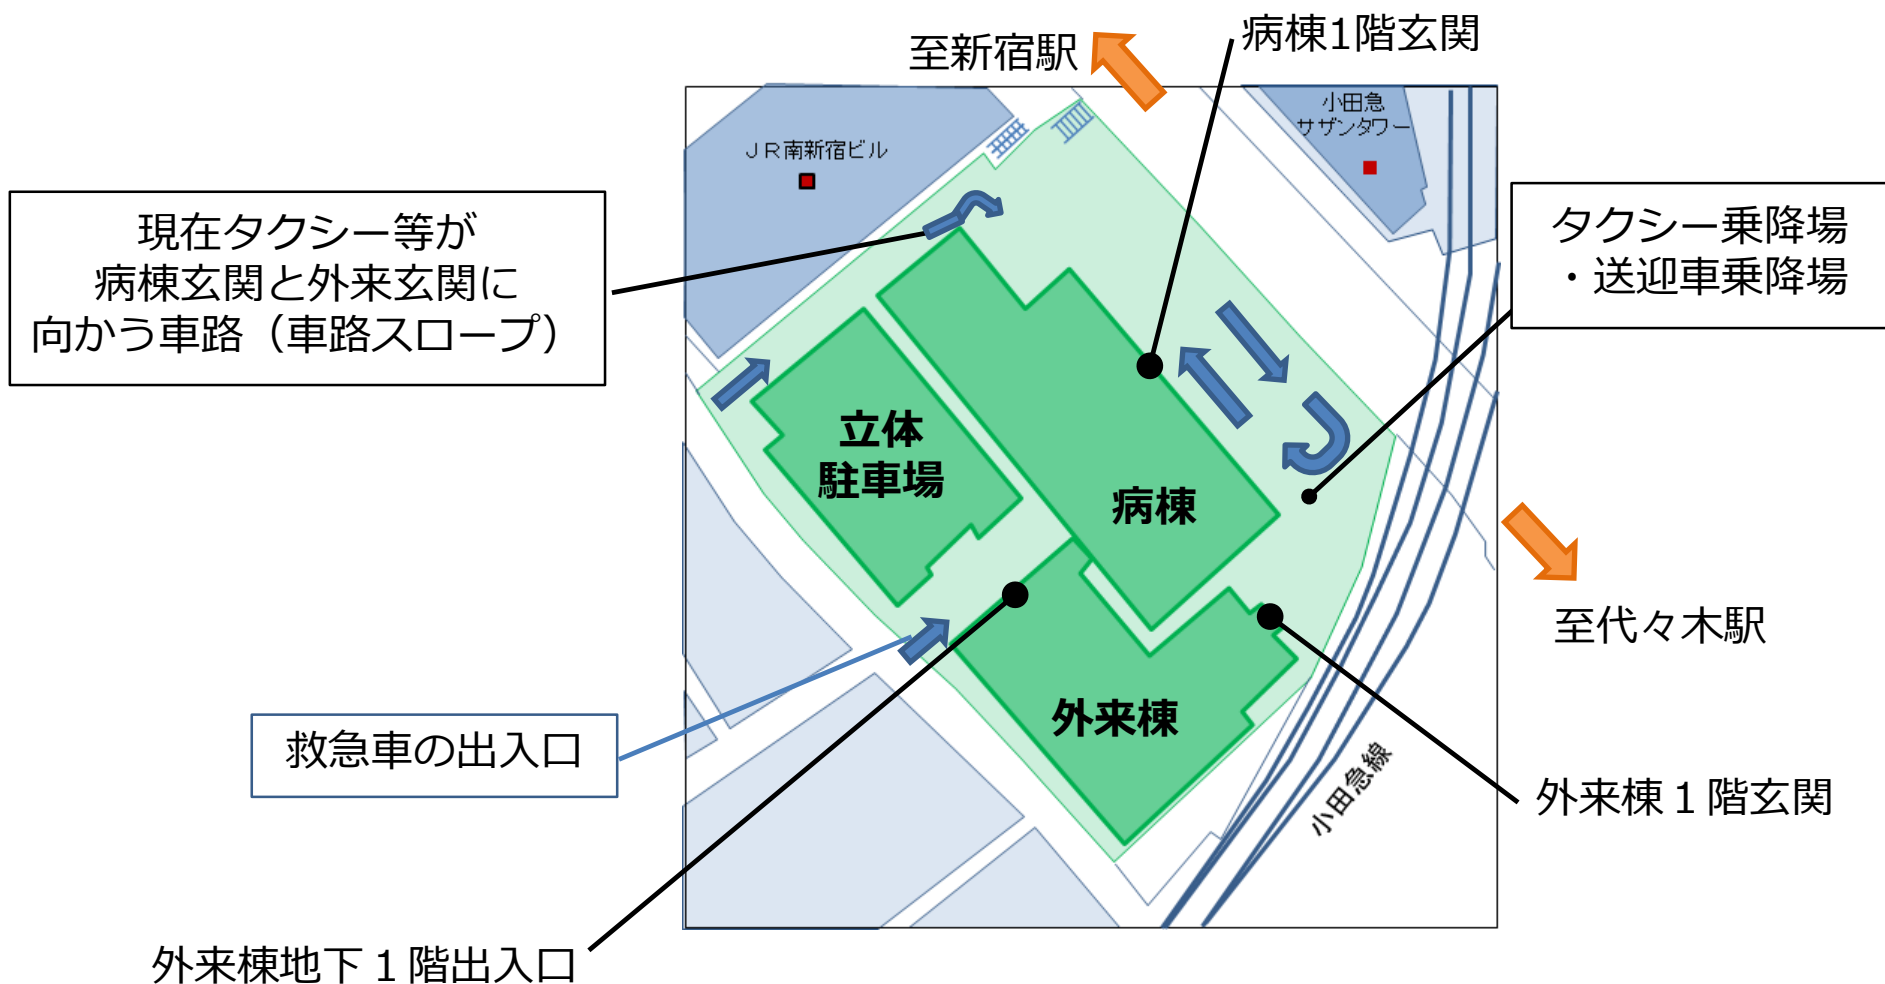 至新宿駅
病棟1階玄関
小田急
サザンタワー
JR南新宿ビル
現在タクシー等が
病棟玄関と外来玄関に
向かう車路（車路スロープ）
タクシー乗降場
・送迎車乗降場
立体
駐車場
病棟
至代々木駅
外来棟
救急車の出入口
小田急線
外来棟１階玄関
外来棟地下１階出入口